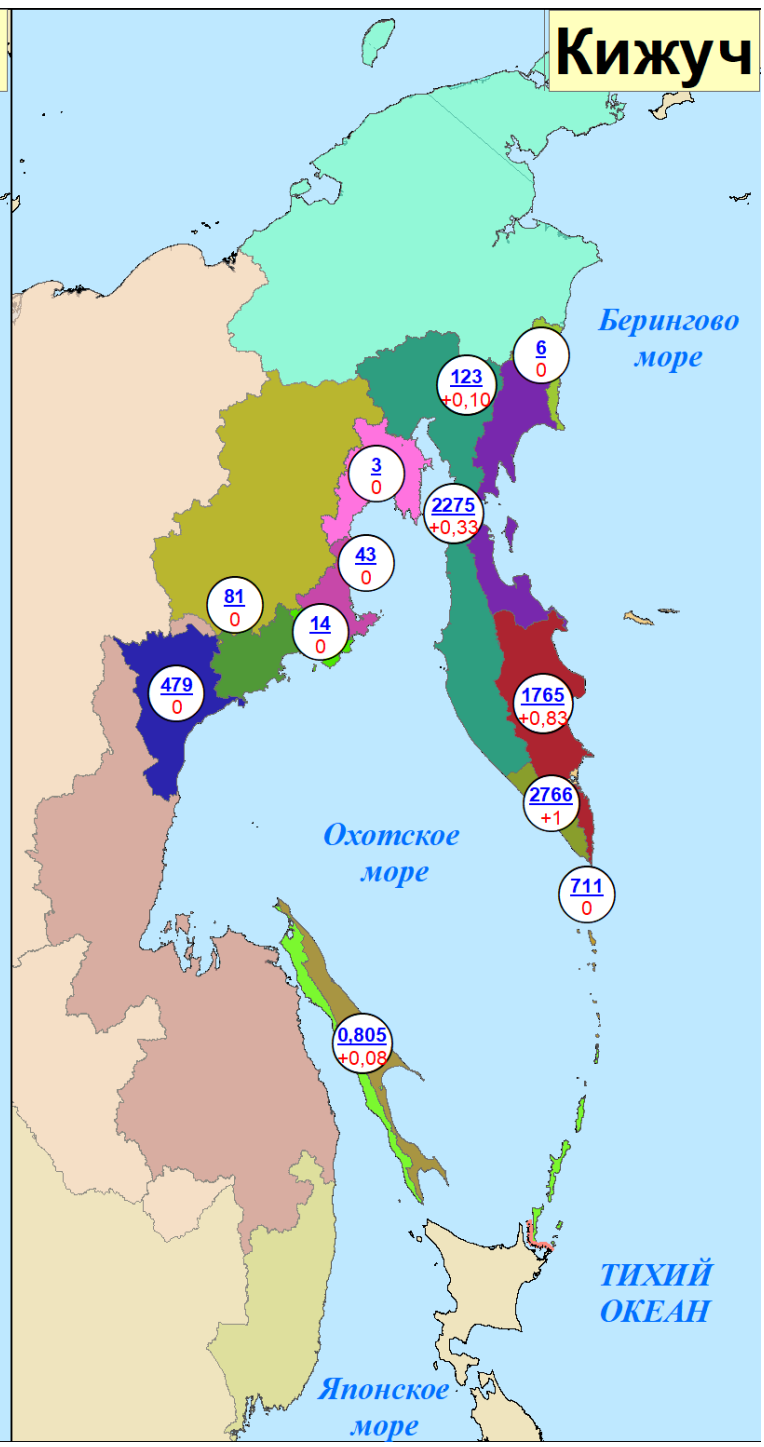 Кижуч
Берингово
море
6
0
123
+0,10
3
0
2275
+0,33
43
0
81
0
14
0
479
0
1765
+0,83
2766
+1
Охотское
море
711
0
0,805
+0,08
ТИХИЙ
ОКЕАН
Японское
море